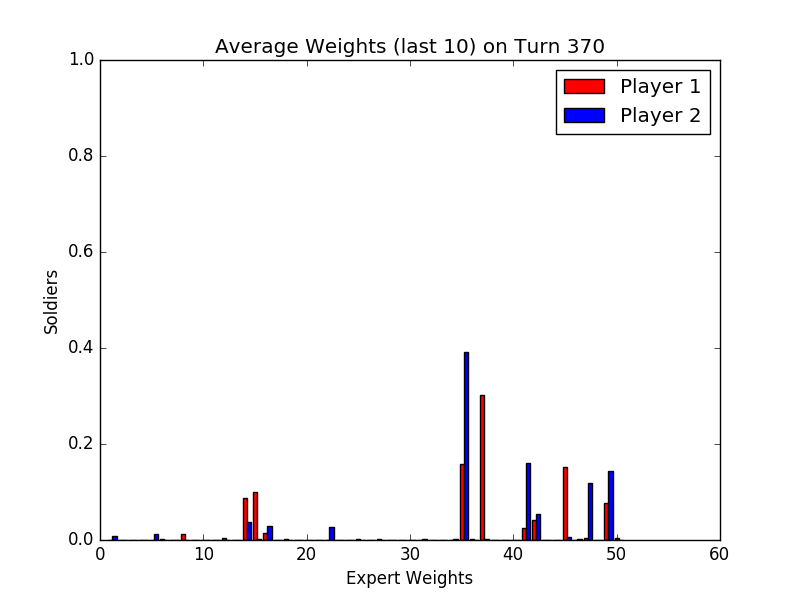 Average Weights (last 10) on Turn 370
1.0
Player 1
Player 2
0.8
0.6
Soldiers
0.4
0.2
0.0
0 10 20 30 40 50 60
Expert Weights